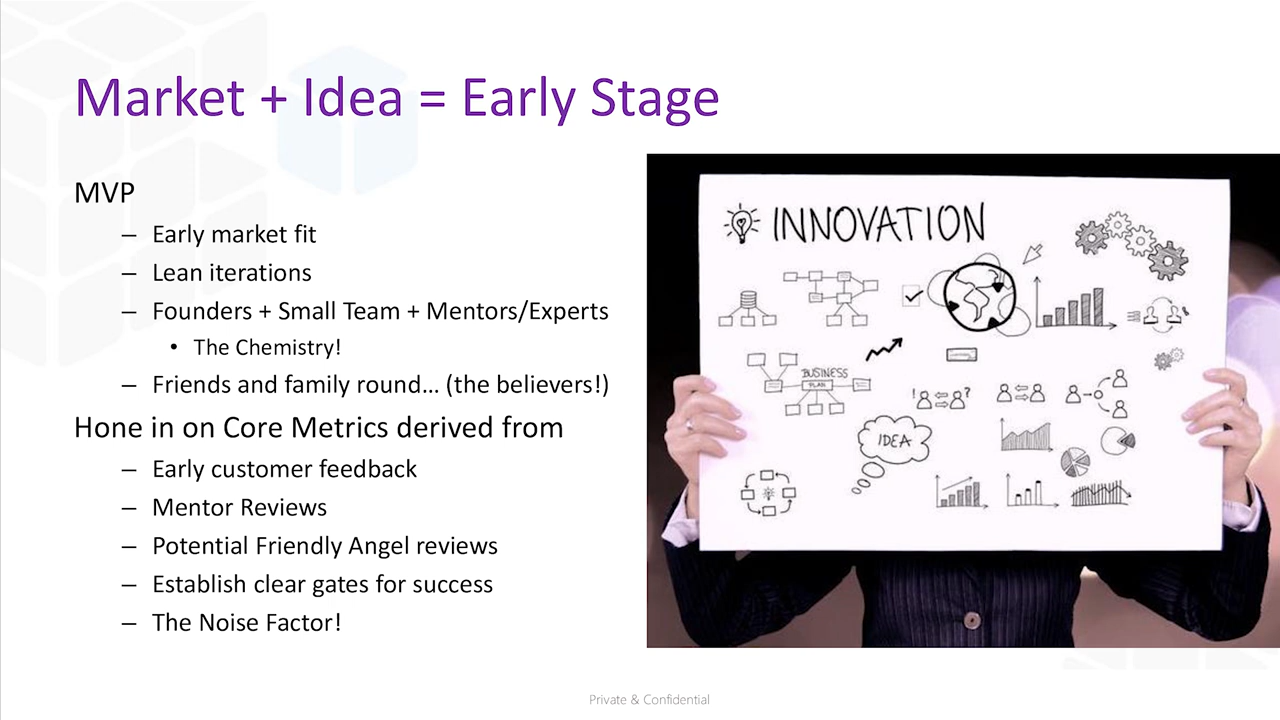 Market + Idea = Early Stage
MVP
– Early market fit
– Lean iterations
– Founders + Small Team + Mentors/Experts
• The Chemistry!
– Friends and family round… (the believers!)
Hone in on Core Metrics derived from
– Early customer feedback
– Mentor Reviews
– Potential Friendly Angel reviews
– Establish clear gates for success
– The Noise Factor!
INNOVATION
BUSINESS
PLAN
! ?
IDEA
Private & Confidential